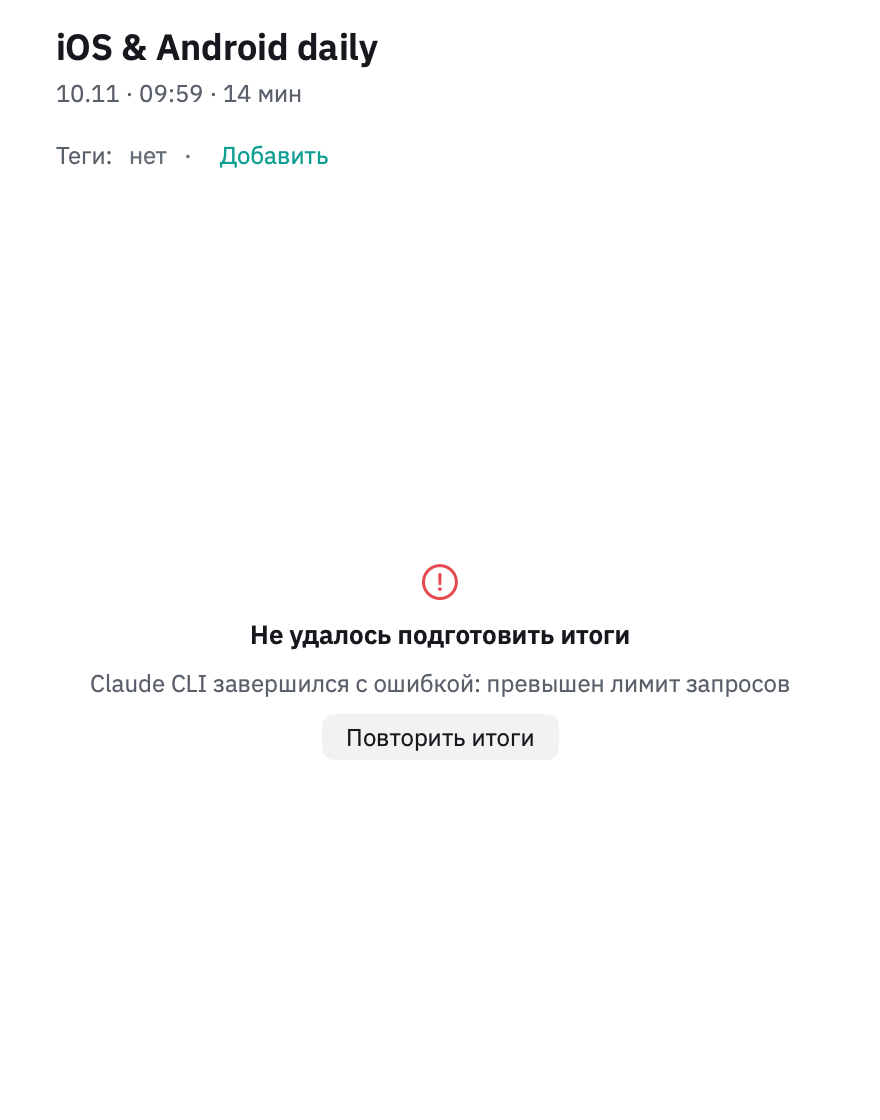 iOS & Android daily
10.11 · 09:59 · 14 мин
Теги: нет · Добавить
Не удалось подготовить итоги
Claude CLI завершился с ошибкой: превышен лимит запросов
Повторить итоги